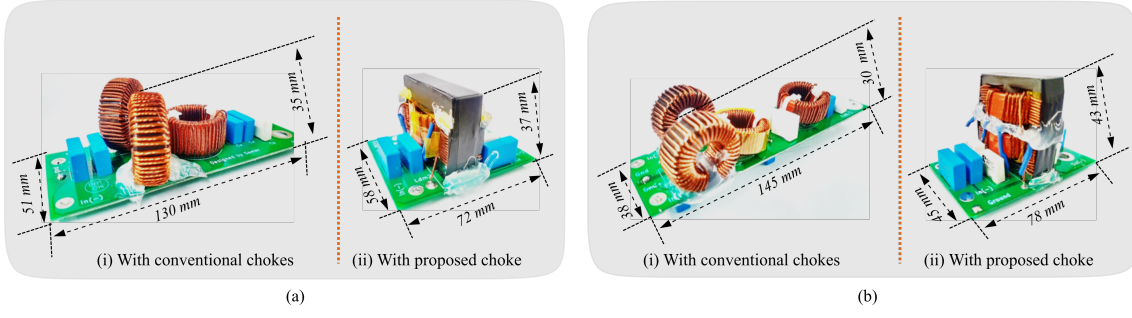 35 mm
37 mm
51 mm
130 mm
In(-)
58 mm
72 mm
(i) With conventional chokes
(ii) With proposed choke
(a)
30 mm
43 mm
38 mm
145 mm
45 mm
78 mm
Ground
(i) With conventional chokes
(ii) With proposed choke
(b)